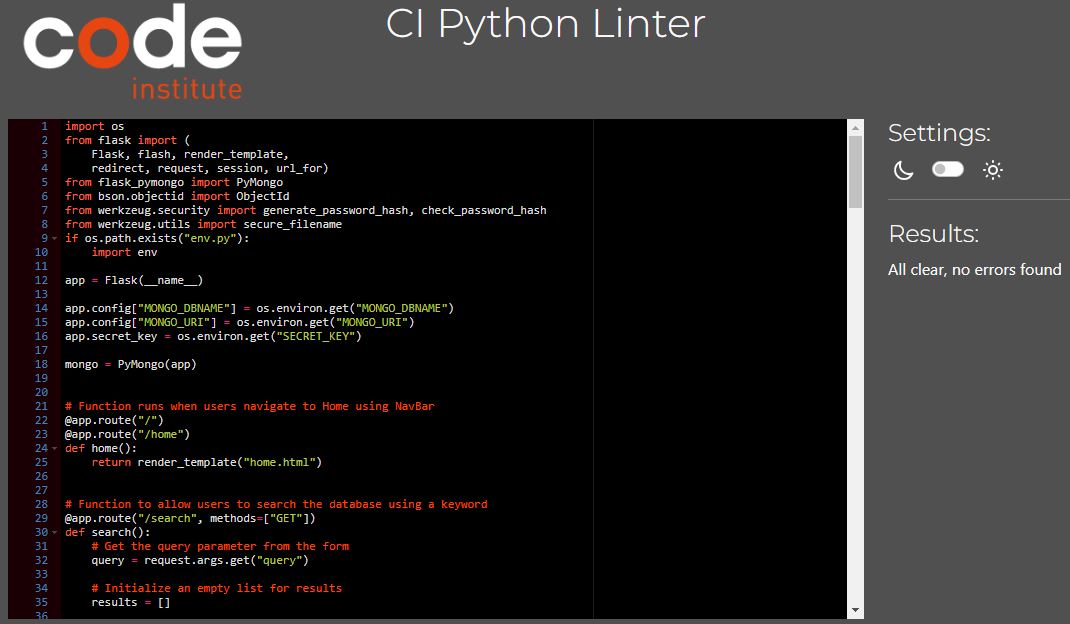 code
institute
CI Python Linter
1 import os
2 from flask import (
3     Flask, flash, render_template,
4     redirect, request, session, url_for)
5 from flask_pymongo import PyMongo
6 from bson.objectid import ObjectId
7 from werkzeug.security import generate_password_hash, check_password_hash
8 from werkzeug.utils import secure_filename
9 if os.path.exists("env.py"):
10     import env
11
12 app = Flask(__name__)
13
14 app.config["MONGO_DBNAME"] = os.environ.get("MONGO_DBNAME")
15 app.config["MONGO_URI"] = os.environ.get("MONGO_URI")
16 app.secret_key = os.environ.get("SECRET_KEY")
17
18 mongo = PyMongo(app)
19
20
21 # Function runs when users navigate to Home using NavBar
22 @app.route("/")
23 @app.route("/home")
24 def home():
25     return render_template("home.html")
26
27
28 # Function to allow users to search the database using a keyword
29 @app.route("/search", methods=["GET"])
30 def search():
31     # Get the query parameter from the form
32     query = request.args.get("query")
33
34     # Initialize an empty list for results
35     results = []
36
Settings:
Results:
All clear, no errors found